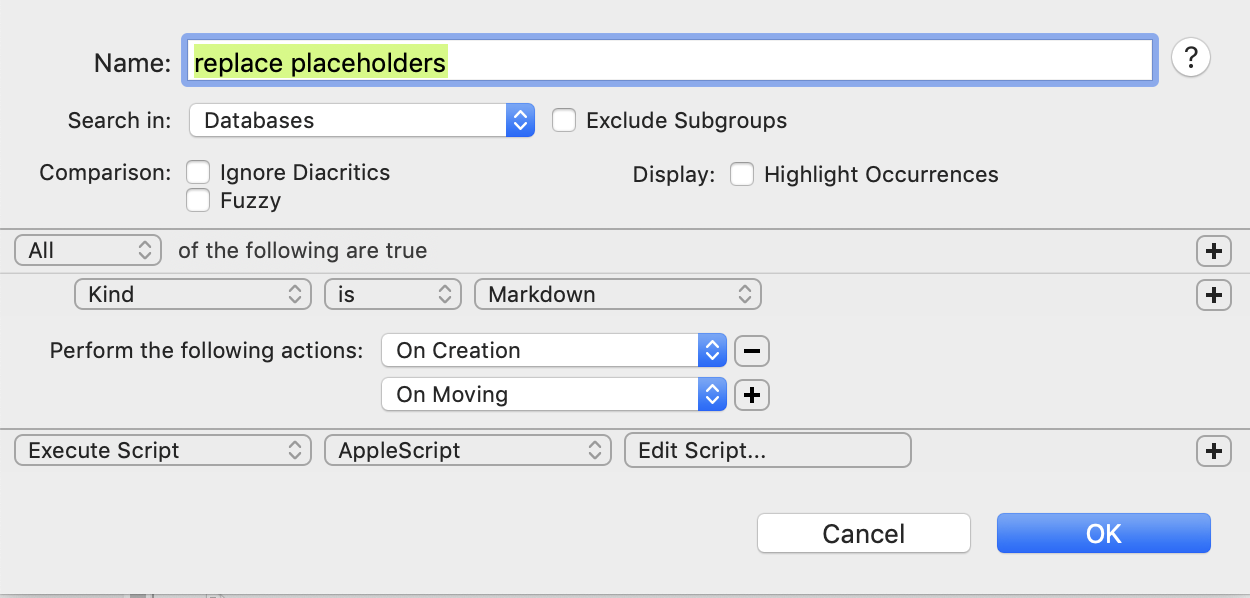 Name: replace placeholders ?
Search in: Databases Exclude Subgroups
Comparison: Ignore Diacritics Display: Highlight Occurrences
Fuzzy
All of the following are true
Kind is Markdown
Perform the following actions: On Creation
On Moving
Execute Script AppleScript Edit Script...
Cancel OK